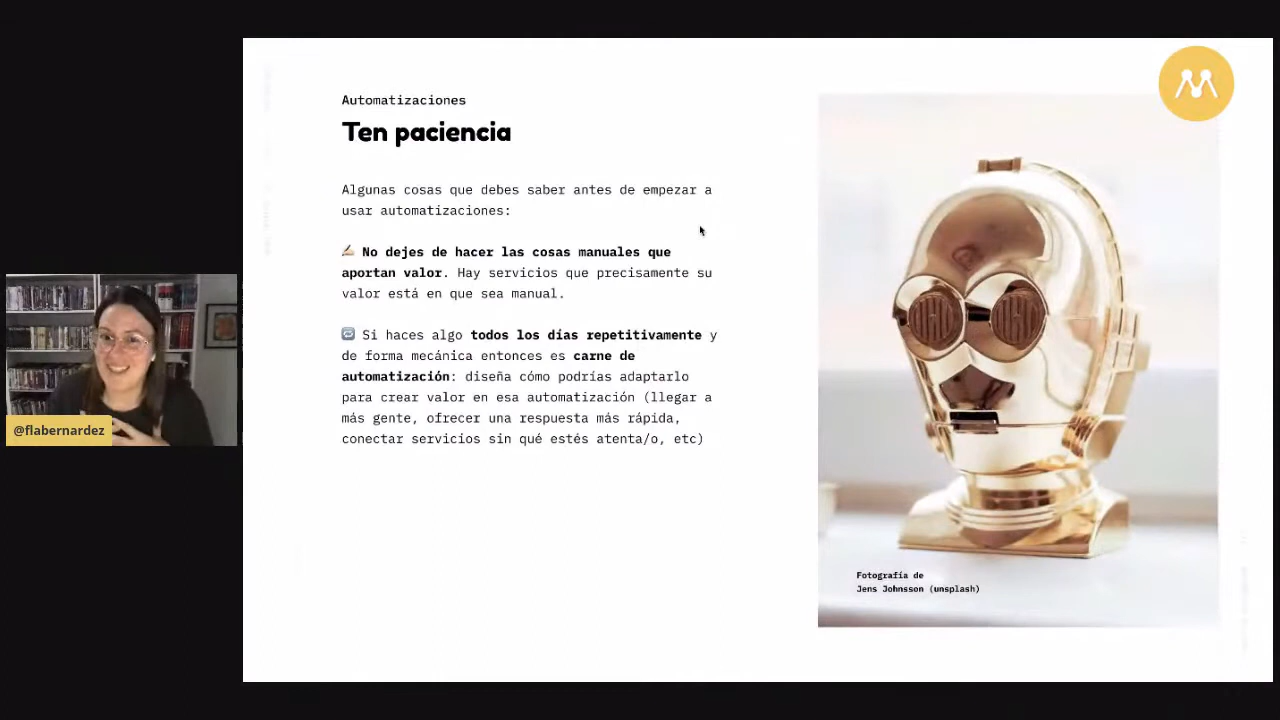 Automatizaciones
Ten paciencia
Algunas cosas que debes saber antes de empezar a
usar automatizaciones:
✍🏻 No dejes de hacer las cosas manuales que
aportan valor. Hay servicios que precisamente su
valor está en que sea manual.
Si haces algo todos los días repetitivamente y
de forma mecánica entonces es carne de
automatización: diseña cómo podrías adaptarlo
para crear valor en esa automatización (llegar a
más gente, ofrecer una respuesta más rápida,
conectar servicios sin qué estés atenta/o, etc)
@flabernardez
Fotografía de
Jens Johnsson (unsplash)